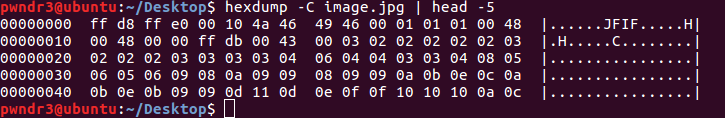 pwndr3@ubuntu:~/Desktop$ hexdump -C image.jpg | head -5
00000000  ff d8 ff e0 00 10 4a 46  49 46 00 01 01 01 00 48  |......JFIF.....H|
00000010  00 48 00 00 ff db 00 43  00 03 02 02 02 02 02 03  |.H.....C........|
00000020  02 02 02 03 03 03 03 04  06 04 04 03 03 04 08 05  |................|
00000030  06 05 06 09 08 0a 09 09  08 09 09 0a 0b 0e 0c 0a  |................|
00000040  0b 0e 0b 09 09 0d 11 0d  0e 0f 0f 10 10 10 0a 0c  |................|
pwndr3@ubuntu:~/Desktop$